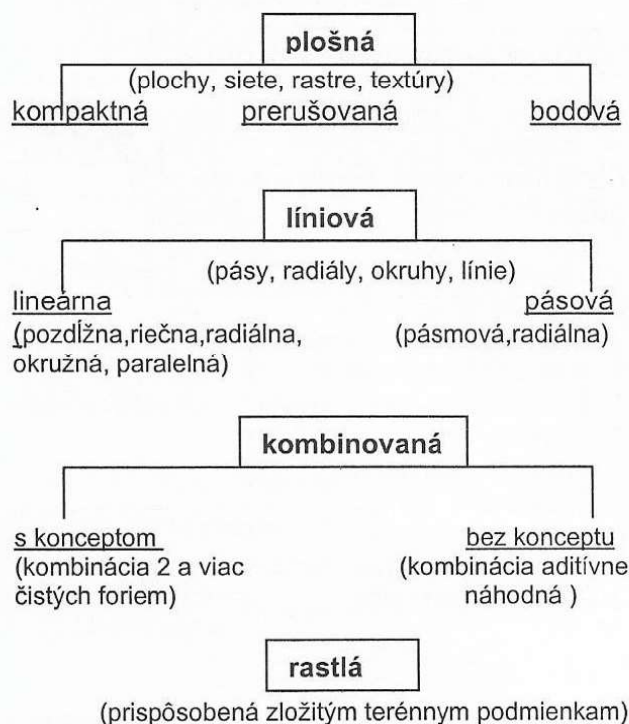 plošná
(plochy, siete, rastre, textúry)
kompaktná prerušovaná bodová
líniová
(pásy, radiály, okruhy, línie)
lineárna pásová
(pozdĺžna,riečna,radiálna, (pásmová,radiálna)
okružná, paralelná)
kombinovaná
s konceptom bez konceptu
(kombinácia 2 a viac (kombinácia aditívne
čistých foriem) náhodná )
rastlá
(prispôsobená zložitým terénnym podmienkam)